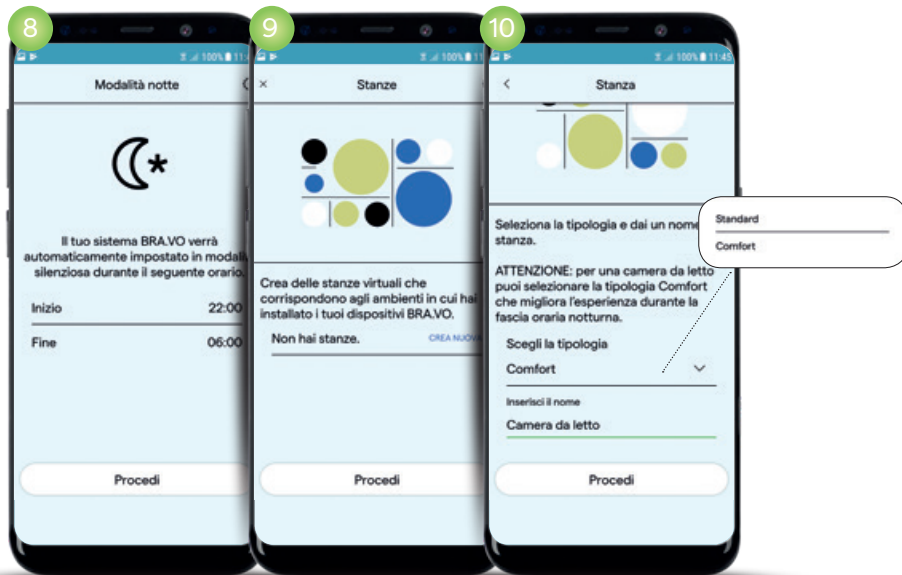 8
Modalità notte
Il tuo sistema BRA.VO verrà
automaticamente impostato in
silenziosa durante il seguente orario.
Inizio 22:00
Fine 06:00
Procedi
9
100%
Stanze
Crea delle stanze virtuali che
corrispondono agli ambienti in cui hai
installato i tuoi dispositivi BRA.VO.
Non hai stanze. CREA NUOVA
Procedi
10
100% 11:45
Stanza
Seleziona la tipologia e dai un nome
stanza.
ATTENZIONE: per una camera da letto
puoi selezionare la tipologia Comfort
che migliora l'esperienza durante la
fascia oraria notturna.
Scegli la tipologia
Comfort
Inserisci il nome
Camera da letto
Procedi
Standard
Comfort